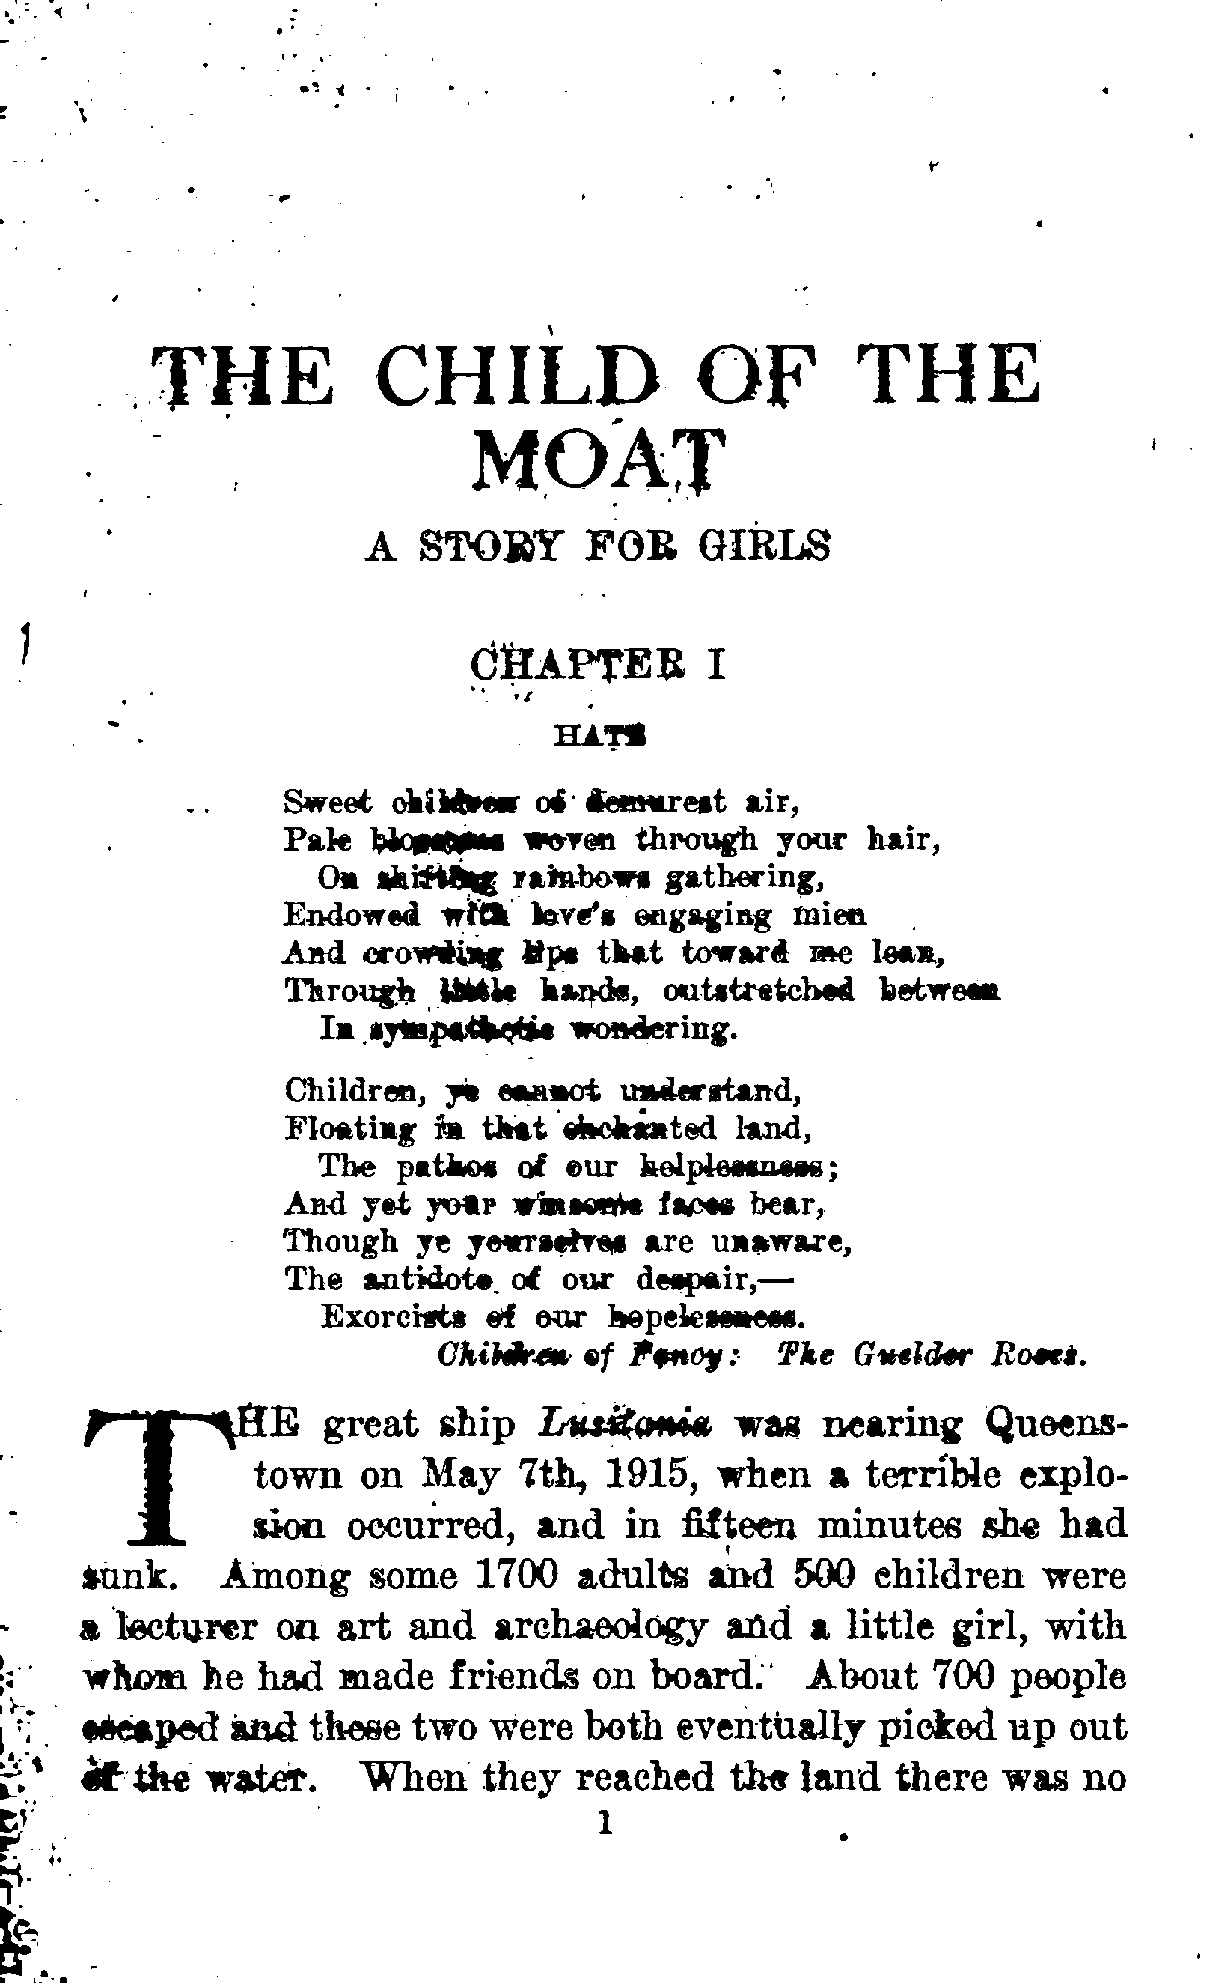 THE CHILD OF THE
MOAT
A STORY FOR GIRLS
CHAPTER I
HATE
Sweet children of demurest air,
Pale blossoms woven through your hair,
On shifting rainbows gathering,
Endowed with love's engaging mien
And crowding lips that toward me lean,
Through little hands, outstretched between
In sympathetic wondering.
Children, ye cannot understand,
Floating in that enchanted land,
The pathos of our helplessness;
And yet your winsome faces bear,
Though ye yourselves are unaware,
The antidote of our despair,—
Exorcists of our hopelessness.
Children of Fancy: The Guelder Roses.
THE great ship Lusitania was nearing Queens-
town on May 7th, 1915, when a terrible explo-
sion occurred, and in fifteen minutes she had
sunk. Among some 1700 adults and 500 children were
a lecturer on art and archaeology and a little girl, with
whom he had made friends on board. About 700 people
escaped and these two were both eventually picked up out
of the water. When they reached the land there was no
1